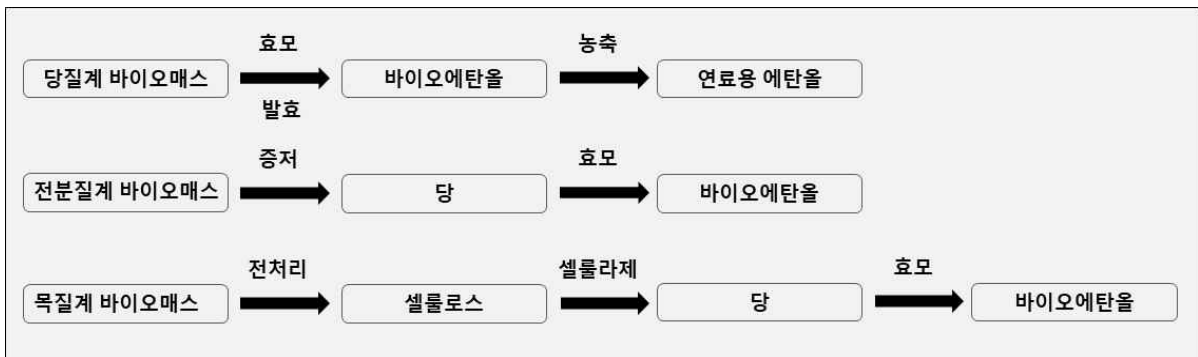 효모 농축
당질계 바이오매스 바이오에탄올 연료용 에탄올
발효
증저 효모
전분질계 바이오매스 당 바이오에탄올
전처리 셀룰라제 효모
목질계 바이오매스 셀룰로스 당 바이오에탄올